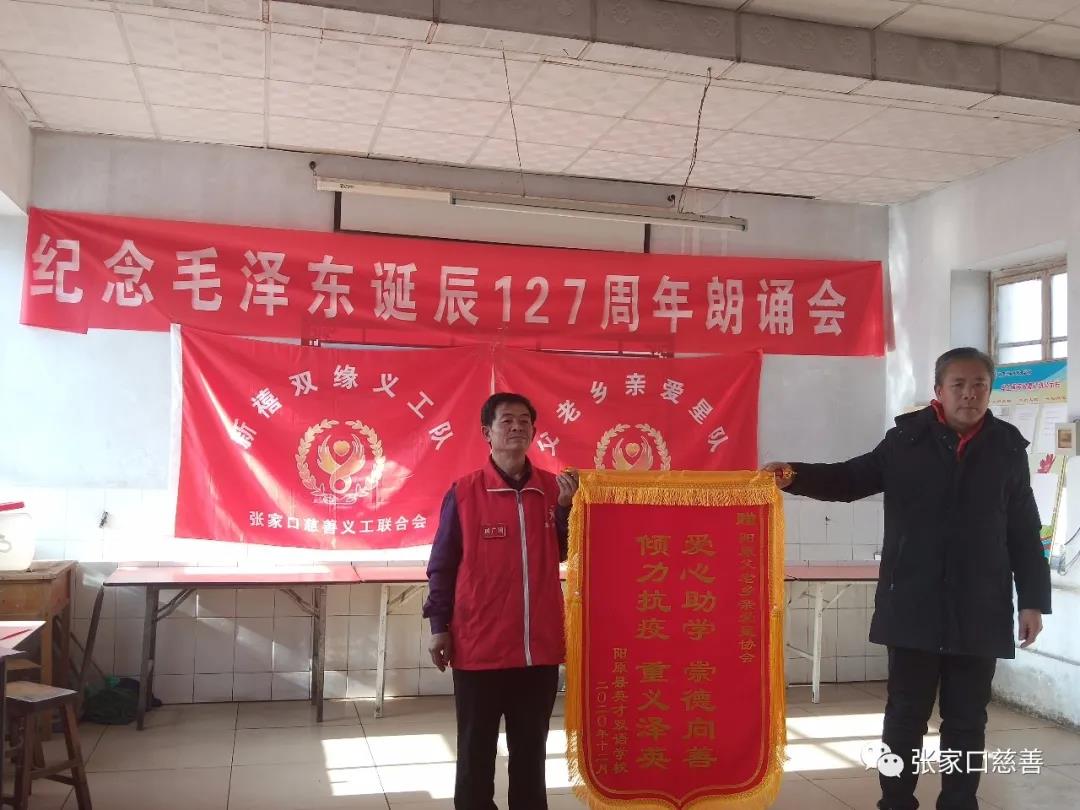 纪念毛泽东诞辰127周年朗诵会
新禧双缘义工队
张家口慈善义工联合会
父老乡亲爱星队
赠
阳原父老乡亲爱星协会
爱心助学 崇德向善
倾力抗疫 重义泽英
阳原县英才双语学校
二〇二〇年十二月
张家口慈善